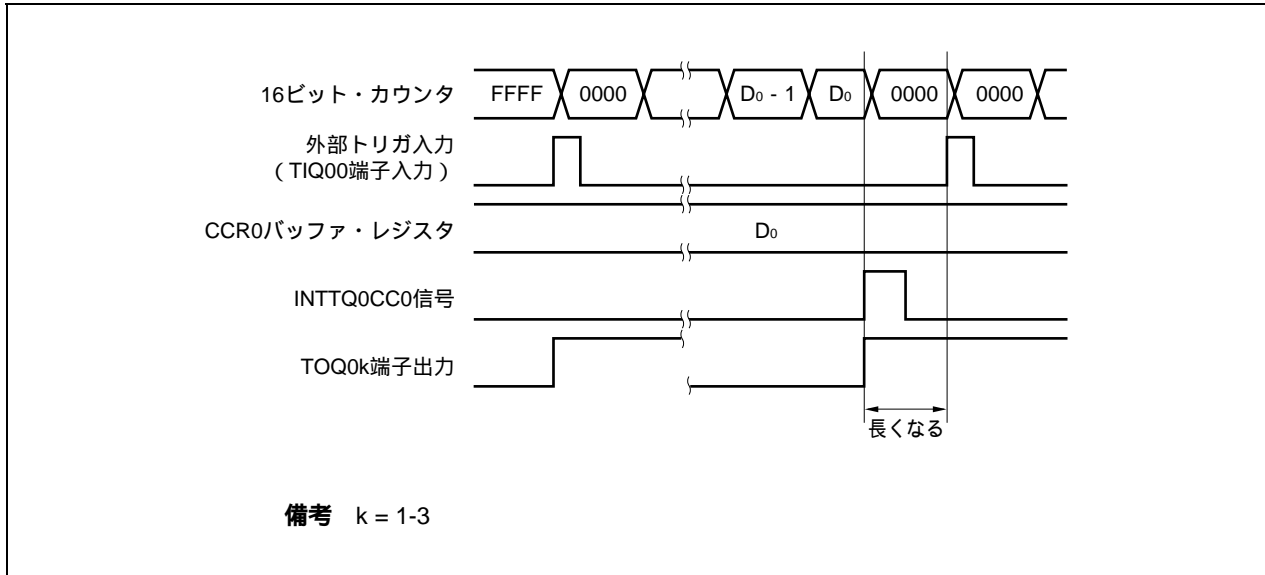 16ビット・カウンタ FFFF 0000 D0 - 1 D0 0000 0000
外部トリガ入力
（TIQ00端子入力）
CCR0バッファ・レジスタ D0
INTTQ0CC0信号
TOQ0k端子出力
長くなる
備考 k = 1-3